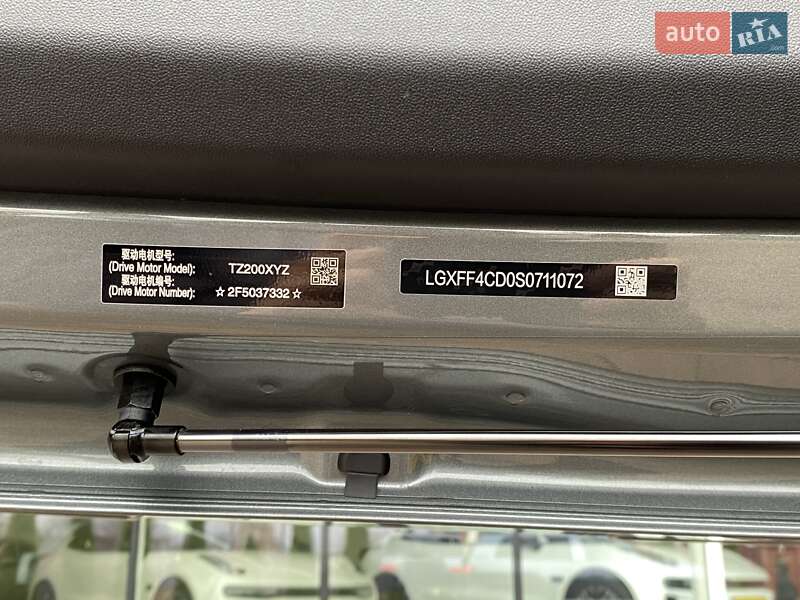 auto RIA
.com
驱动电机型号:
(Drive Motor Model): TZ200XYZ
驱动电机编号:
(Drive Motor Number): ☆2F5037332☆
LGXFF4CD0S0711072